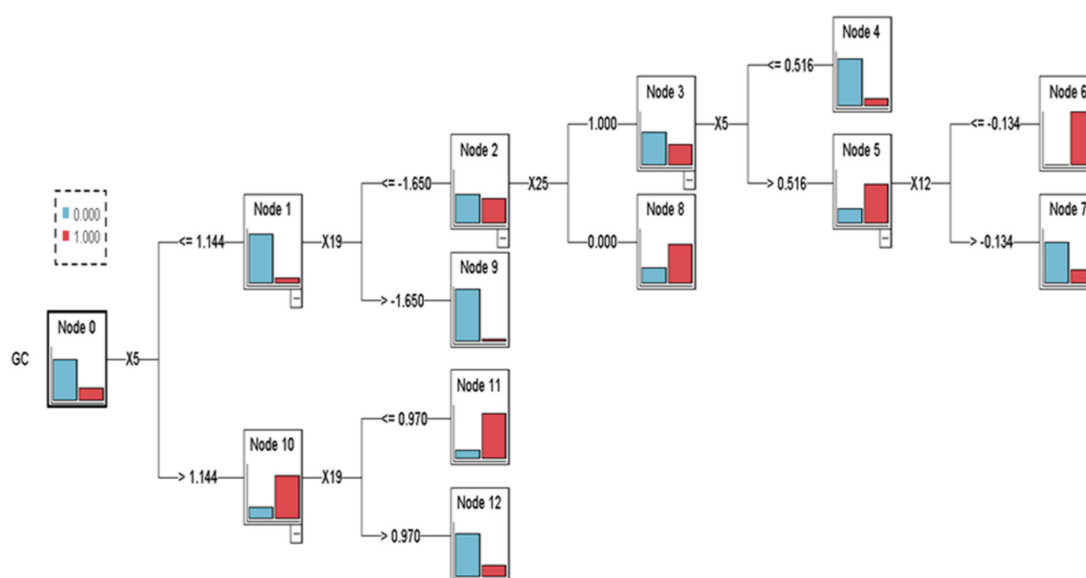 Node 4
<= 0.516
Node 3
Node 6
1.000
X5
<= -0.134
Node 2
Node 5
<= -1.650
X25
> 0.516
X12
0.000
1.000
Node 1
Node 8
Node 7
<= 1.144
X19
0.000
> -0.134
Node 9
> -1.650
Node 0
GC
X5
Node 11
<= 0.970
Node 10
> 1.144
X19
Node 12
> 0.970